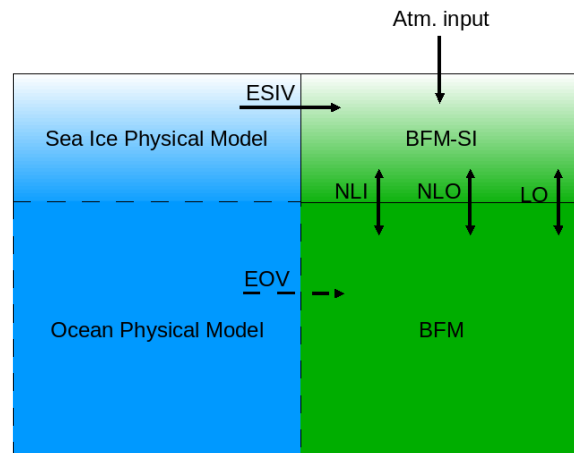 Atm. input
ESIV
Sea Ice Physical Model
BFM-SI
NLI
NLO
LO
EOV
Ocean Physical Model
BFM